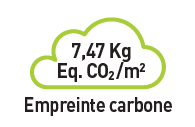 7,47 Kg
Eq. CO₂/m²
Empreinte carbone